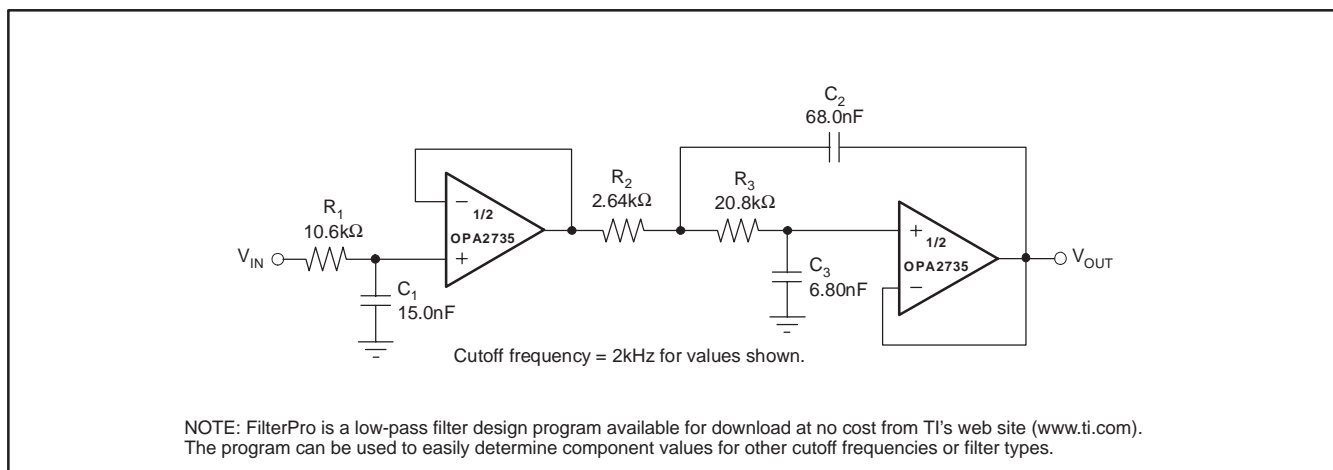 C2
68.0nF
R2
2.64kΩ
R3
20.8kΩ
−
1/2
OPA2735
+
R1
10.6kΩ
VIN
C1
15.0nF
+
1/2
OPA2735
−
VOUT
C3
6.80nF
Cutoff frequency = 2kHz for values shown.
NOTE: FilterPro is a low-pass filter design program available for download at no cost from TI's web site (www.ti.com).
The program can be used to easily determine component values for other cutoff frequencies or filter types.